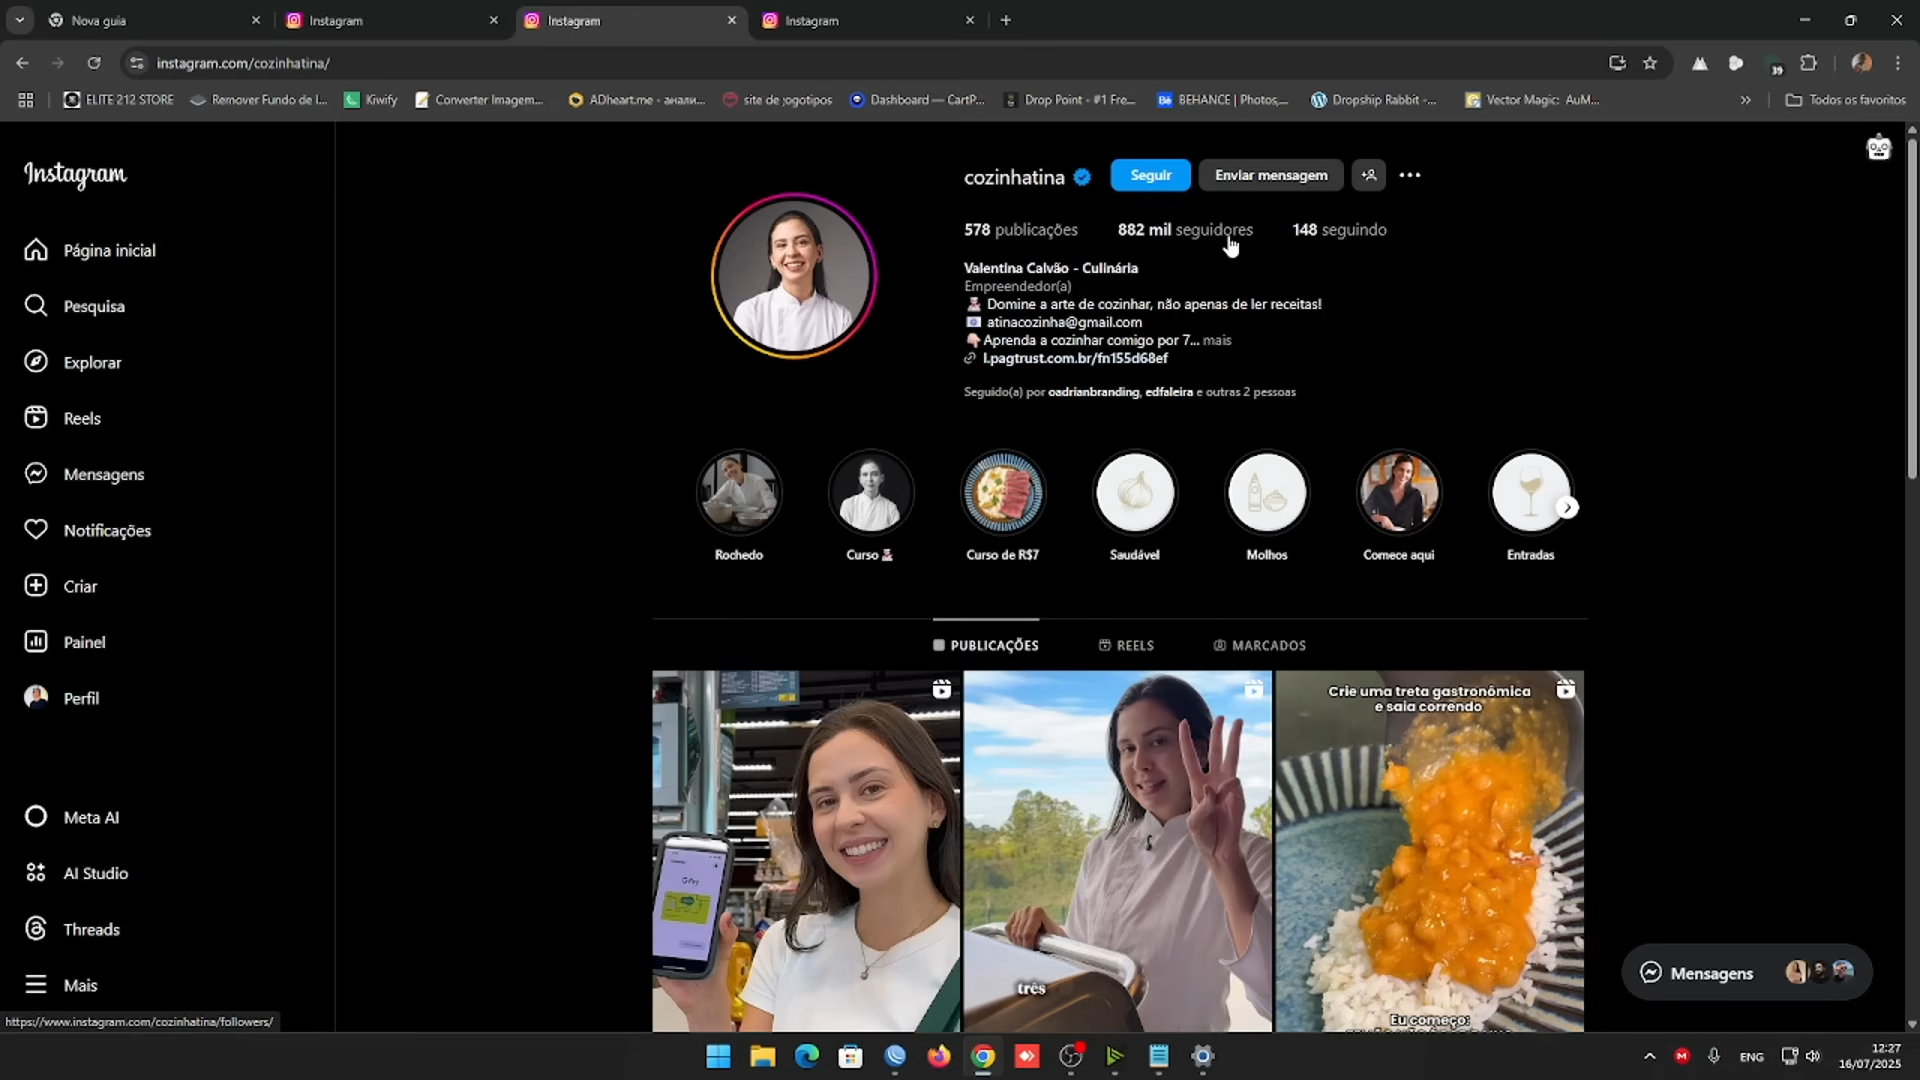 Nova guia
Instagram
Instagram
Instagram
instagram.com/cozinhatina/
39
ELITE 212 STORE
Remover Fundo de I...
Kiwify
Converter Imagem...
ADheart.me - анали...
site de jogotipos
Dashboard — CartP...
Drop Point - #1 Fre...
BEHANCE | Photos,...
Dropship Rabbit -...
Vector Magic: AuM...
Todos os favoritos
Instagram
Página inicial
Pesquisa
Explorar
Reels
Mensagens
Notificações
Criar
Painel
Perfil
Meta AI
AI Studio
Threads
Mais
https://www.instagram.com/cozinhatina/followers/
cozinhatina
Seguir
Enviar mensagem
578 publicações
882 mil seguidores
148 seguindo
Valentina Calvão - Culinária
Empreendedor(a)
Domine a arte de cozinhar, não apenas de ler receitas!
atinacozinha@gmail.com
Aprenda a cozinhar comigo por 7... mais
l.pagtrust.com.br/fn155d68ef
Seguido(a) por oadrianbranding, edfaleira e outras 2 pessoas
Rochedo
Curso
Curso de R$7
Saudável
Molhos
Comece aqui
Entradas
PUBLICAÇÕES
REELS
MARCADOS
três
Crie uma treta gastronômica
e saia correndo
Eu começo:
Mensagens
ENG
12:27
16/07/2025